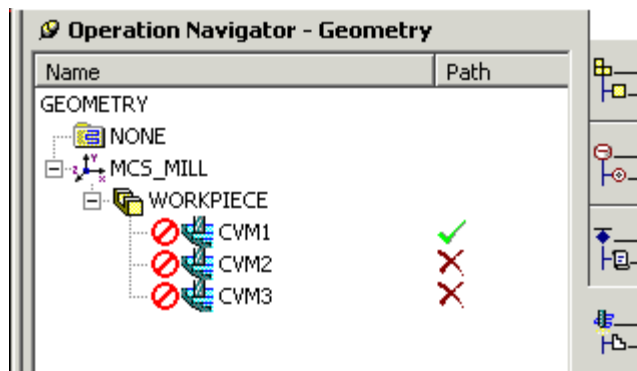 Operation Navigator - Geometry
Name Path
GEOMETRY
NONE
MCS_MILL
WORKPIECE
CVM1
CVM2
CVM3